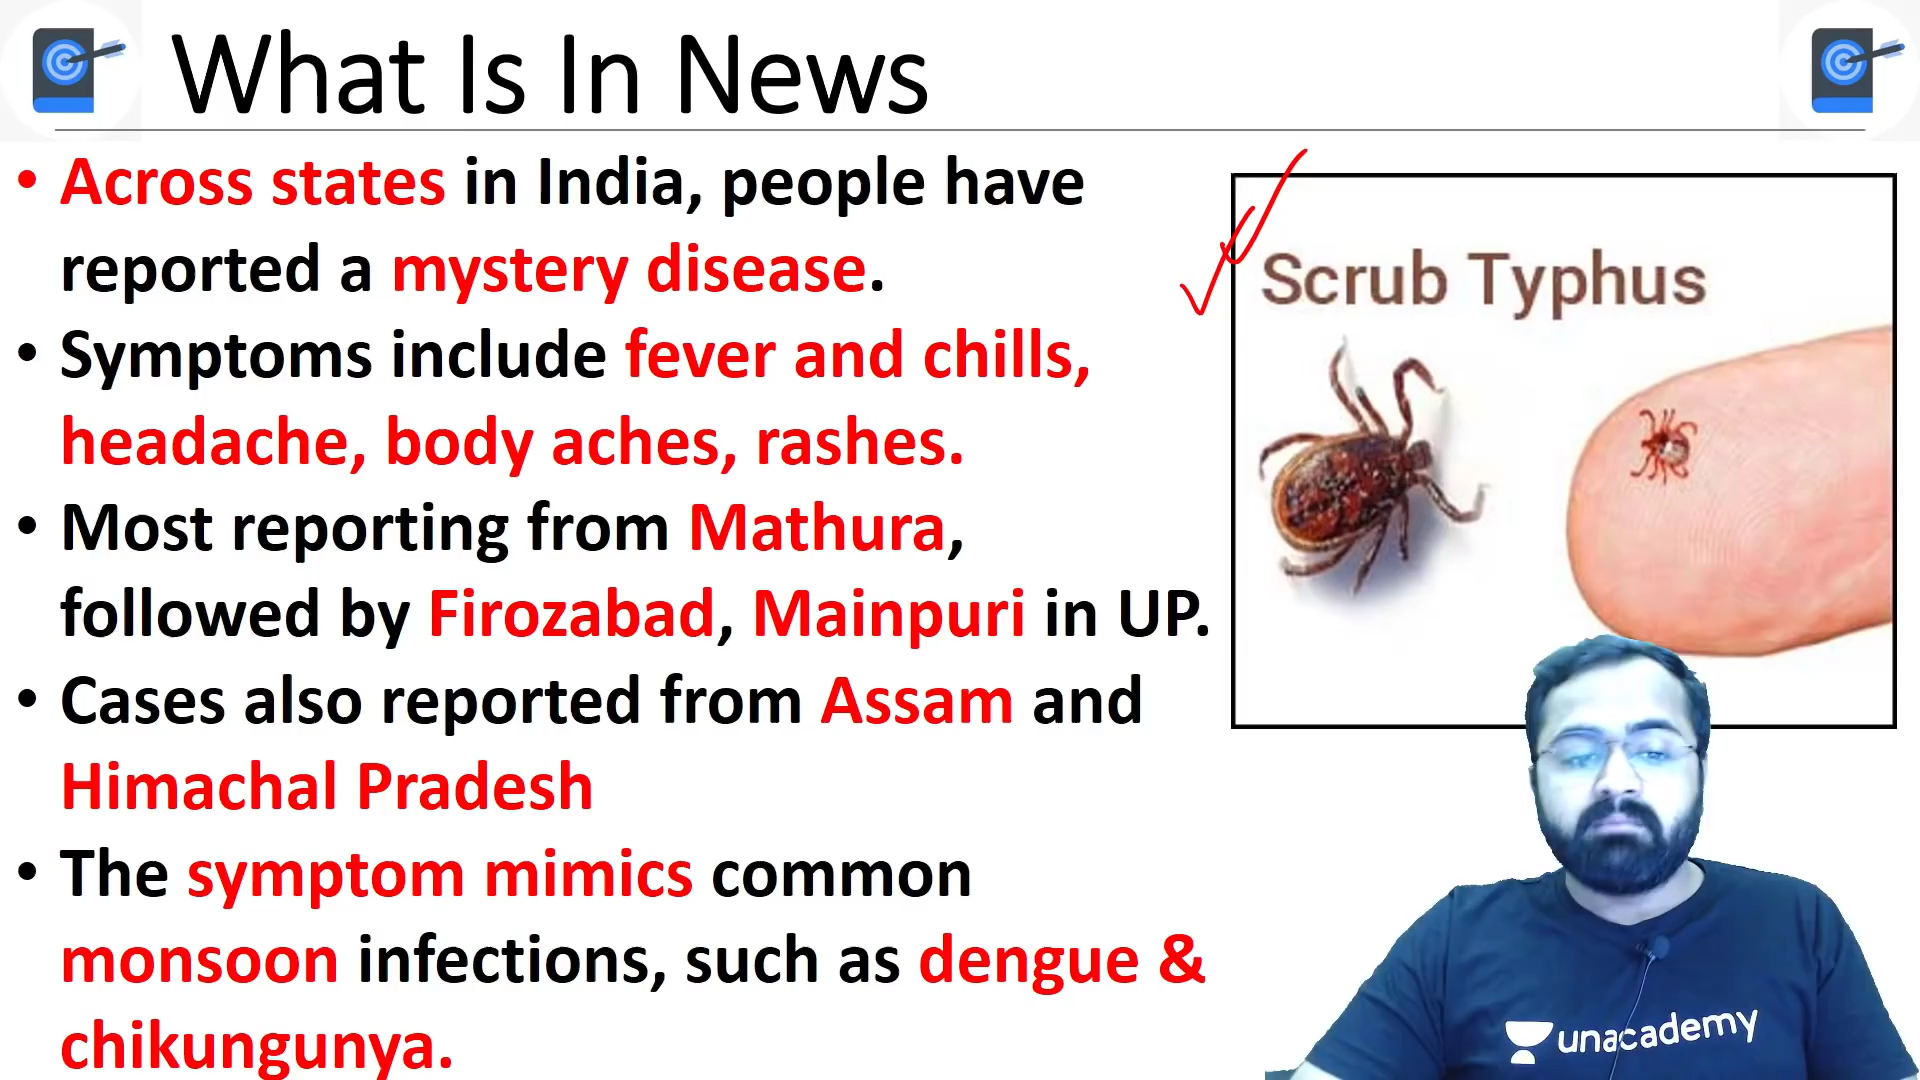 What Is In News
• Across states in India, people have
reported a mystery disease.
• Symptoms include fever and chills,
headache, body aches, rashes.
• Most reporting from Mathura,
followed by Firozabad, Mainpuri in UP.
• Cases also reported from Assam and
Himachal Pradesh
• The symptom mimics common
monsoon infections, such as dengue &
chikungunya.
Scrub Typhus
unacademy